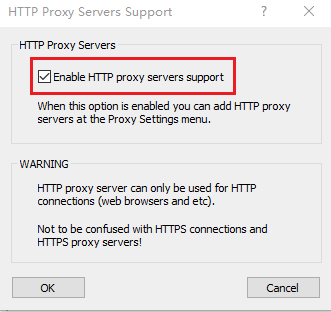 HTTP Proxy Servers Support ? ×
HTTP Proxy Servers
Enable HTTP proxy servers support
When this option is enabled you can add HTTP proxy
servers at the Proxy Settings menu.
WARNING
HTTP proxy server can only be used for HTTP
connections (web browsers and etc).
Not to be confused with HTTPS connections and
HTTPS proxy servers!
OK Cancel